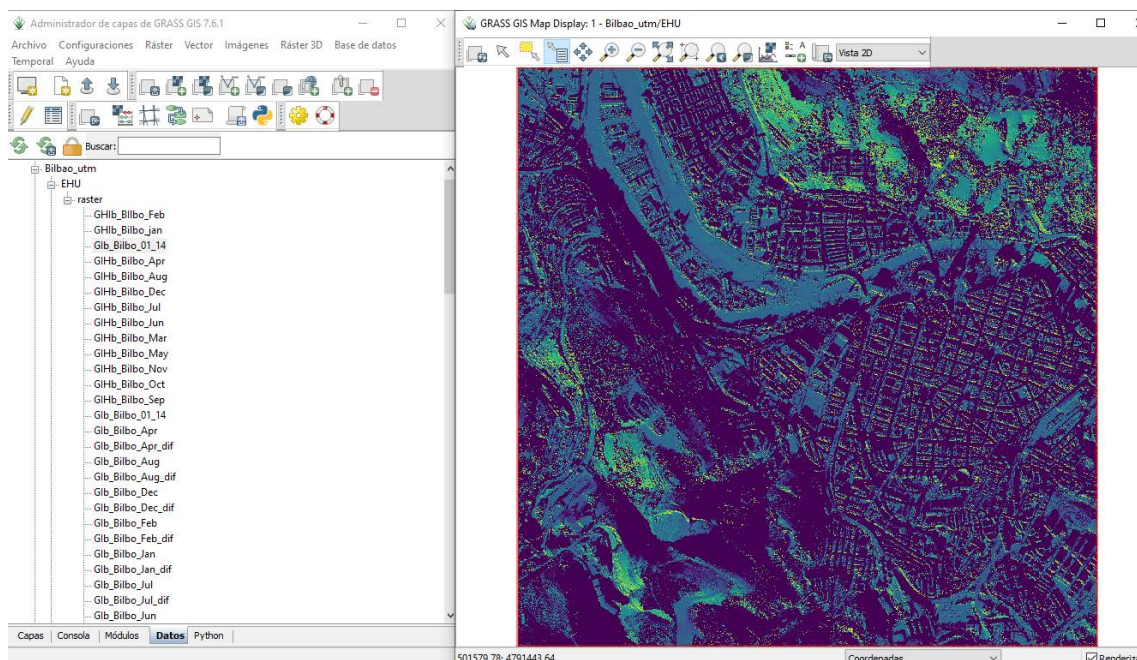 Administrador de capas de GRASS GIS 7.6.1
Archivo Configuraciones Ráster Vector Imágenes Ráster 3D Base de datos
Temporal Ayuda
Buscar:
Bilbao_utm
EHU
raster
GHIb_BIlbo_Feb
GHIb_Bilbo_jan
GIb_Bilbo_01_14
GIHb_Bilbo_Apr
GIHb_Bilbo_Aug
GIHb_Bilbo_Dec
GIHb_Bilbo_Jul
GIHb_Bilbo_Jun
GIHb_Bilbo_Mar
GIHb_Bilbo_May
GIHb_Bilbo_Nov
GIHb_Bilbo_Oct
GIHb_Bilbo_Sep
GIb_Bilbo_01_14
GIb_Bilbo_Apr
GIb_Bilbo_Apr_dif
GIb_Bilbo_Aug
GIb_Bilbo_Aug_dif
GIb_Bilbo_Dec
GIb_Bilbo_Dec_dif
GIb_Bilbo_Feb
GIb_Bilbo_Feb_dif
GIb_Bilbo_Jan
GIb_Bilbo_Jan_dif
GIb_Bilbo_Jul
GIb_Bilbo_Jul_dif
GIb_Bilbo_Jun
Capas Consola Módulos Datos Python
GRASS GIS Map Display: 1 - Bilbao_utm/EHU
Vista 2D
501579.78; 4791443.64 Coordenadas Renderiza